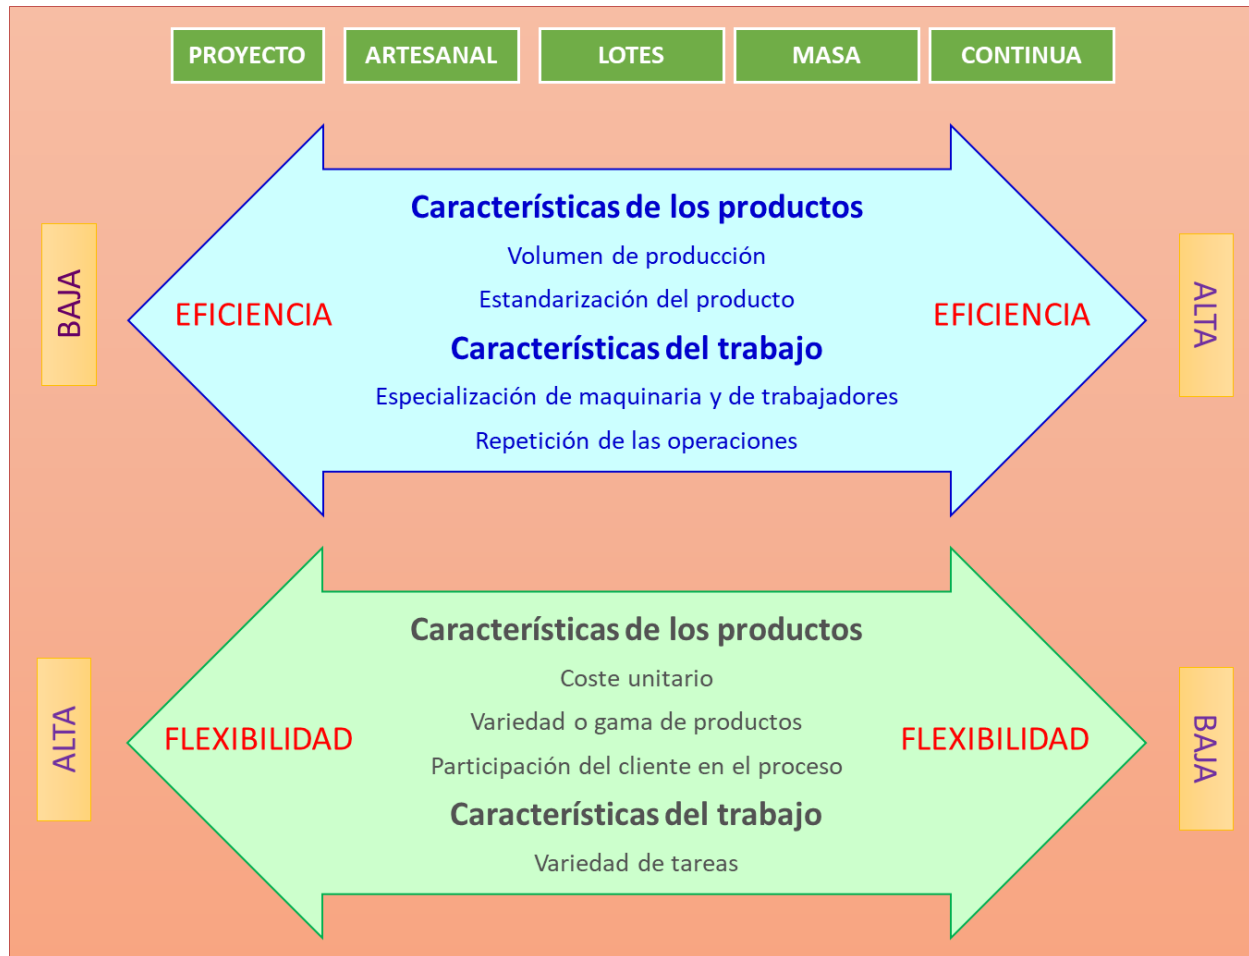 PROYECTO
ARTESANAL
LOTES
MASA
CONTINUA
Características de los productos
Volumen de producción
Estandarización del producto
BAJA
EFICIENCIA
EFICIENCIA
ALTA
Características del trabajo
Especialización de maquinaria y de trabajadores
Repetición de las operaciones
Características de los productos
Coste unitario
Variedad o gama de productos
ALTA
FLEXIBILIDAD
FLEXIBILIDAD
BAJA
Participación del cliente en el proceso
Características del trabajo
Variedad de tareas